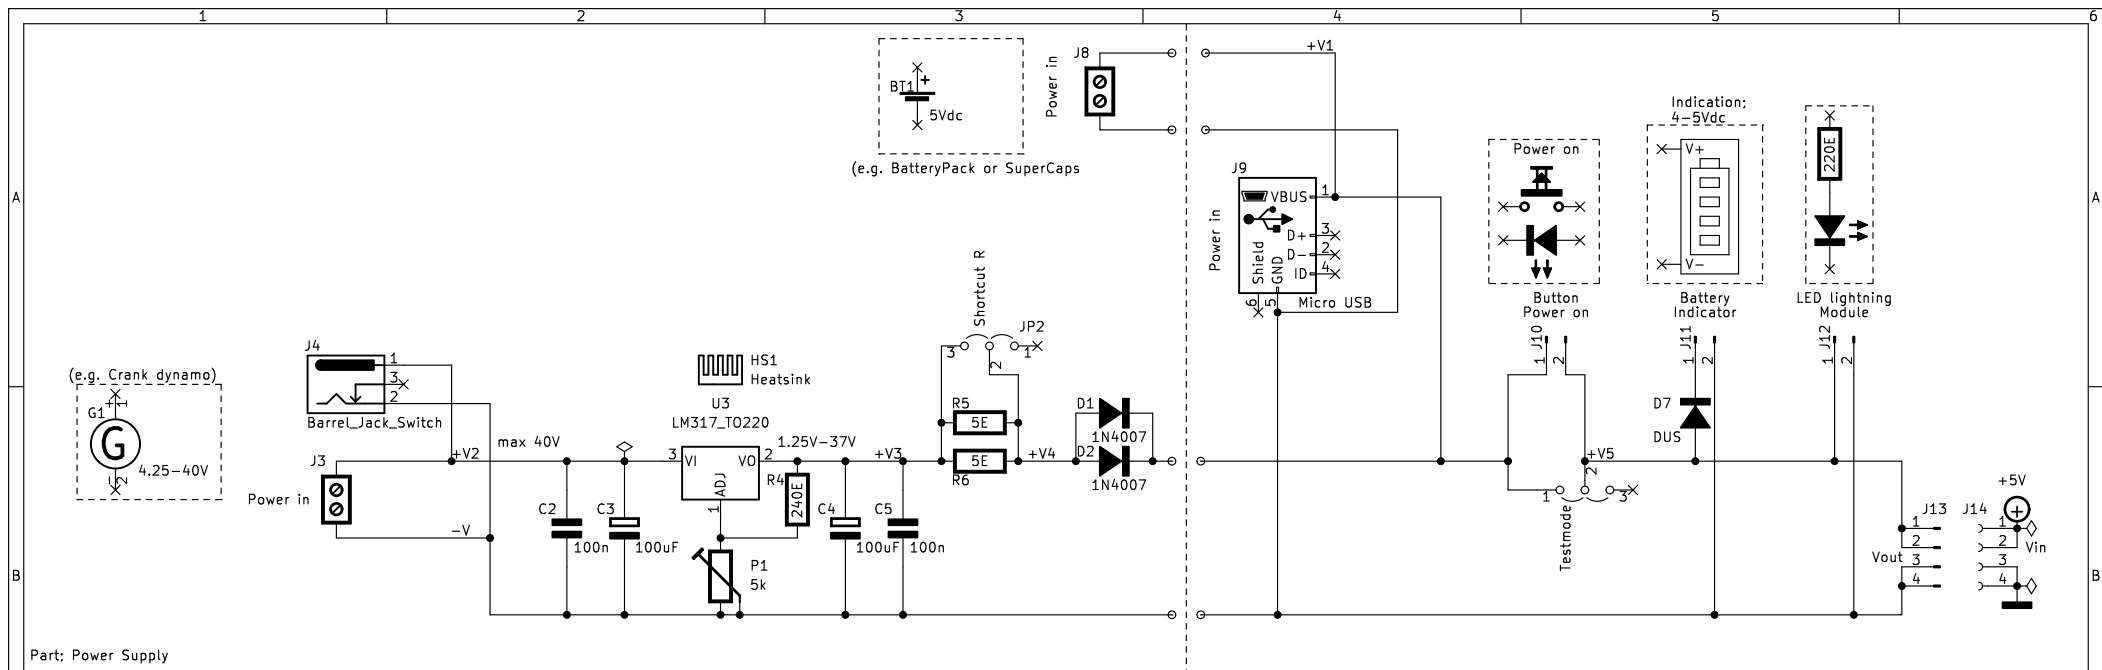 1
2
3
4
5
6
A
A
B
B
BT1
+
5Vdc
(e.g. BatteryPack or SuperCaps
J8
Power in
+V1
J9
Power in
VBUS 1
D+ 3
D- 2
ID 4
Shield
GND
6
5
Micro USB
Power on
Button
Power on
J10
1
2
Indication:
4-5Vdc
V+
V-
Battery
Indicator
J11
1
2
220E
LED lightning
Module
J12
1
2
(e.g. Crank dynamo)
G1
+
1
G
4.25-40V
-
2
J4
1
3
2
Barrel_Jack_Switch
J3
Power in
+V2
-V
max 40V
HS1
Heatsink
U3
LM317_TO220
3 VI
VO 2
ADJ
1
1.25V-37V
C2
100n
C3
100uF
R4
240E
P1
5k
C4
100uF
C5
100n
+V3
Shortcut R
JP2
3
2
1
R5
5E
5E
R6
+V4
D1
1N4007
D2
1N4007
D7
DUS
+V5
2
1
3
Testmode
J13
1
2
3
4
Vout
J14
1
2
3
4
Vin
+5V
Part: Power Supply